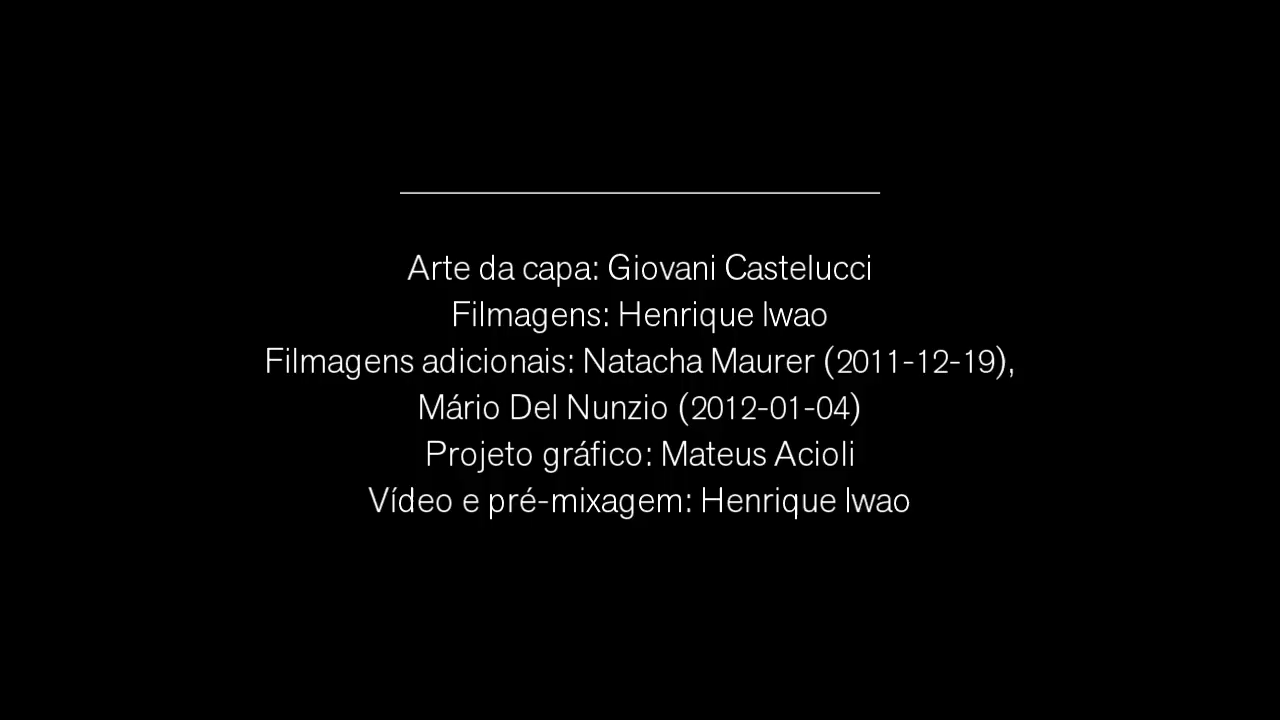 Arte da capa: Giovani Castelucci
Filmagens: Henrique Iwao
Filmagens adicionais: Natacha Maurer (2011-12-19),
Mário Del Nunzio (2012-01-04)
Projeto gráfico: Mateus Acioli
Vídeo e pré-mixagem: Henrique Iwao